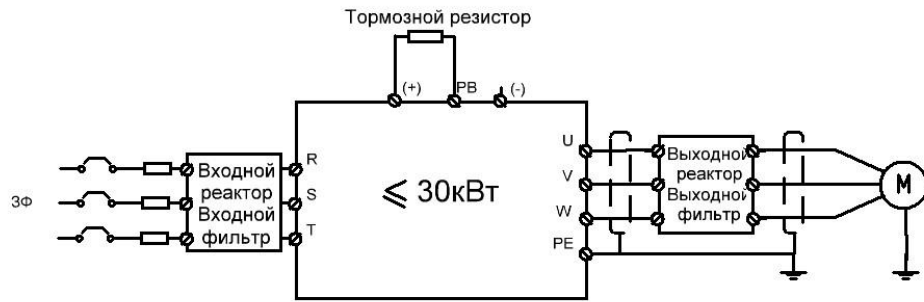 Тормозной резистор
(+)
PB
(-)
3Ф
Входной
реактор
Входной
фильтр
R
S
T
⩽ 30кВт
U
V
W
PE
Выходной
реактор
Выходной
фильтр
M